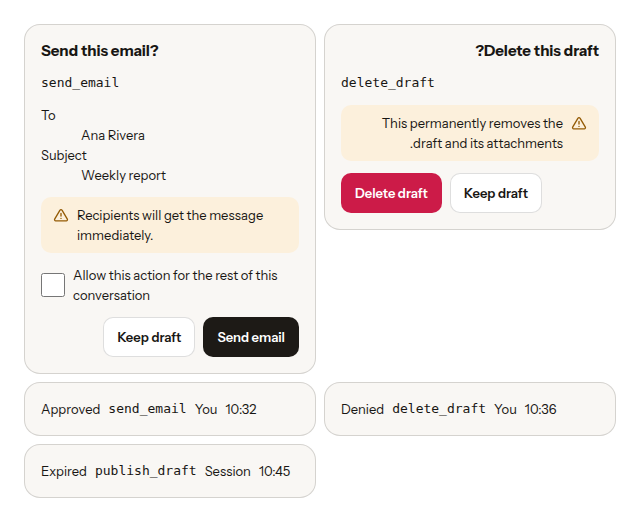 Send this email?
send_email
To
Ana Rivera
Subject
Weekly report
Recipients will get the message
immediately.
Allow this action for the rest of this
conversation
Keep draft
Send email
?Delete this draft
delete_draft
This permanently removes the
.draft and its attachments
Delete draft
Keep draft
Approved send_email You 10:32
Denied delete_draft You 10:36
Expired publish_draft Session 10:45